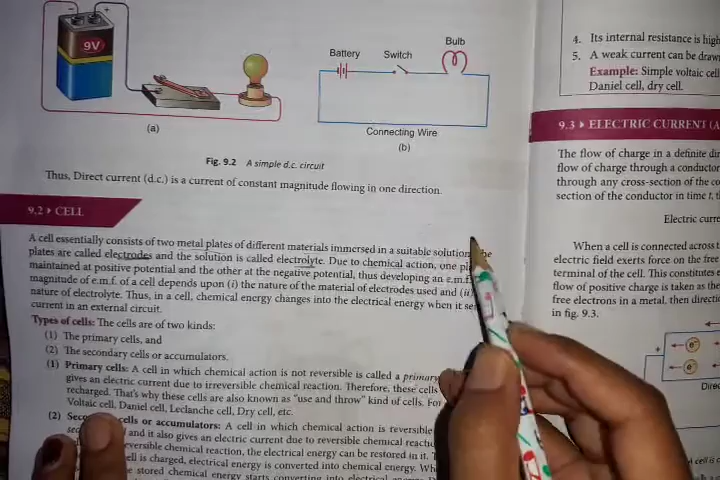 9V
(a)
Battery
Switch
Bulb
Connecting Wire
(b)
Fig. 9.2 A simple d.c. circuit
Thus, Direct current (d.c.) is a current of constant magnitude flowing in one direction.
9.2 ▸ CELL
A cell essentially consists of two metal plates of different materials immersed in a suitable solution.
plates are called electrodes and the solution is called electrolyte. Due to chemical action, one
maintained at positive potential and the other at the negative potential, thus developing an e.m.f.
magnitude of e.m.f. of a cell depends upon (i) the nature of the material of electrodes used and (ii)
nature of electrolyte. Thus, in a cell, chemical energy changes into the electrical energy when it
current in an external circuit.
Types of cells: The cells are of two kinds:
(1) The primary cells, and
(2) The secondary cells or accumulators.
(1) Primary cells: A cell in which chemical action is not reversible is called a primary
gives an electric current due to irreversible chemical reaction. Therefore, these cells
recharged. That's why these cells are also known as "use and throw" kind of cells. For
Voltaic cell, Daniel cell, Leclanche cell, Dry cell, etc.
(2) cells or accumulators: A cell in which chemical action is reversible
and it also gives an electric current due to reversible chemical
reversible chemical reaction, the electrical energy can be restored in it.
cell is charged, electrical energy is converted into chemical energy.
stored chemical energy starts converting into
4. Its internal resistance is high
5. A weak current can be
Example: Simple voltaic cell
Daniel cell, dry cell.
9.3 ▸ ELECTRIC CURRENT
The flow of charge in a definite
flow of charge through a conductor
through any cross-section of the
section of the conductor in time t,
Electric
When a cell is connected across
electric field exerts force on the
terminal of the cell. This constitutes
flow of positive charge is taken as the
free electrons in a metal, then
in fig. 9.3.
+
e
e